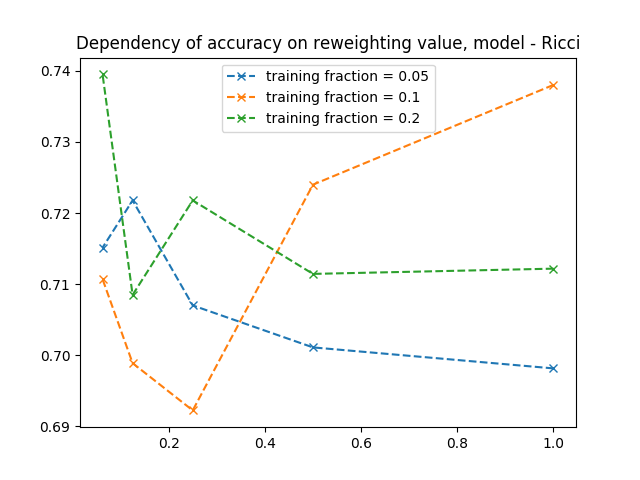 Dependency of accuracy on reweighting value, model - Ricci
training fraction = 0.05
training fraction = 0.1
training fraction = 0.2
0.74
0.73
0.72
0.71
0.70
0.69
0.2 0.4 0.6 0.8 1.0